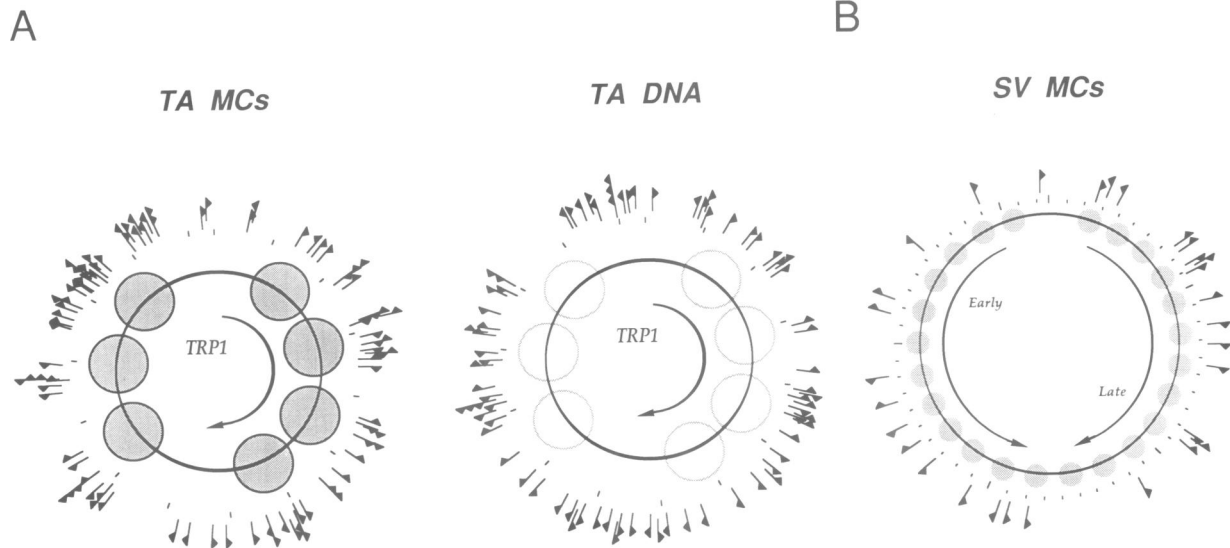 A
B
TA MCs
TA DNA
SV MCs
TRP1
TRP1
Early
Late